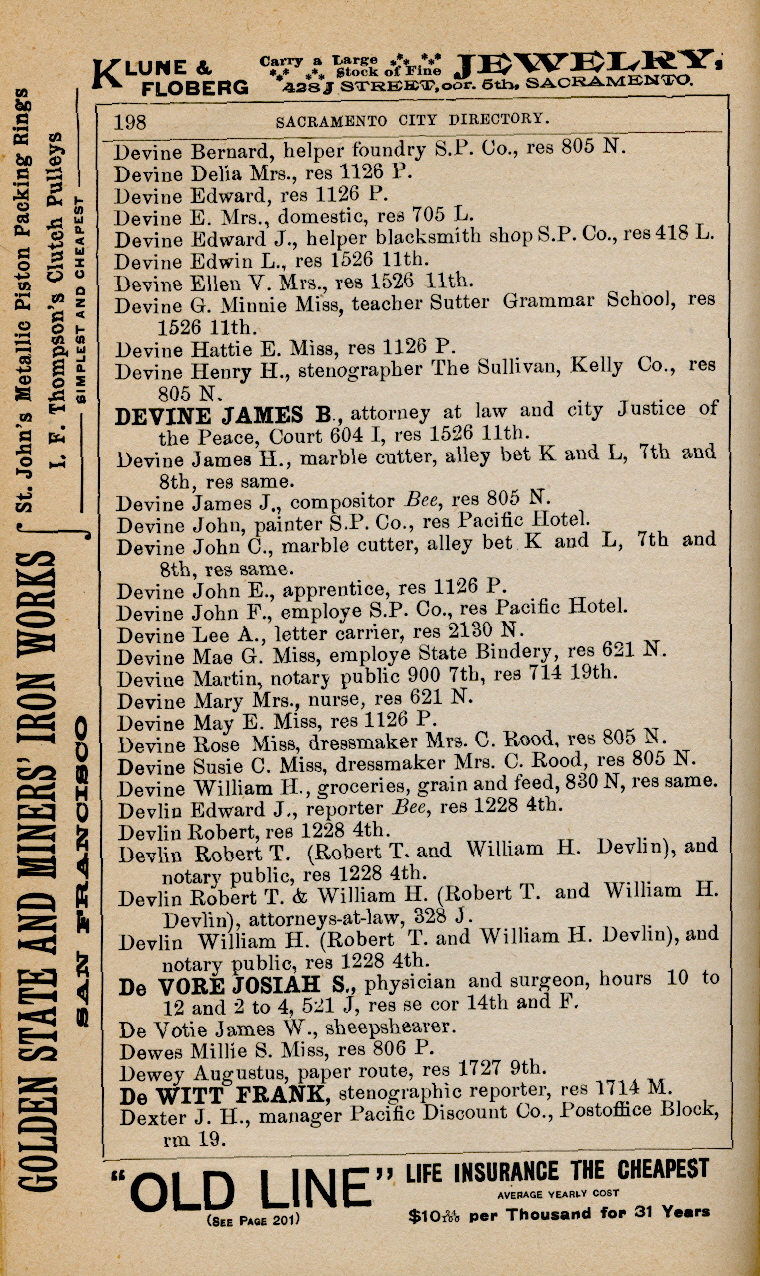 KLUNE & FLOBERG
Carry a Large Stock of Fine
JEWELRY,
428 J STREET, cor. 5th, SACRAMENTO.
198 SACRAMENTO CITY DIRECTORY.
Devine Bernard, helper foundry S.P. Co., res 805 N.
Devine Delia Mrs., res 1126 P.
Devine Edward, res 1126 P.
Devine E. Mrs., domestic, res 705 L.
Devine Edward J., helper blacksmith shop S.P. Co., res 418 L.
Devine Edwin L., res 1526 11th.
Devine Ellen V. Mrs., res 1526 11th.
Devine G. Minnie Miss, teacher Sutter Grammar School, res
1526 11th.
Devine Hattie E. Miss, res 1126 P.
Devine Henry H., stenographer The Sullivan, Kelly Co., res
805 N.
DEVINE JAMES B., attorney at law and city Justice of
the Peace, Court 604 I, res 1526 11th.
Devine James H., marble cutter, alley bet K and L, 7th and
8th, res same.
Devine James J., compositor Bee, res 805 N.
Devine John, painter S.P. Co., res Pacific Hotel.
Devine John C., marble cutter, alley bet K and L, 7th and
8th, res same.
Devine John E., apprentice, res 1126 P.
Devine John F., employe S.P. Co., res Pacific Hotel.
Devine Lee A., letter carrier, res 2130 N.
Devine Mae G. Miss, employe State Bindery, res 621 N.
Devine Martin, notary public 900 7th, res 714 19th.
Devine Mary Mrs., nurse, res 621 N.
Devine May E. Miss, res 1126 P.
Devine Rose Miss, dressmaker Mrs. C. Rood, res 805 N.
Devine Susie C. Miss, dressmaker Mrs. C. Rood, res 805 N.
Devine William H., groceries, grain and feed, 830 N, res same.
Devlin Edward J., reporter Bee, res 1228 4th.
Devlin Robert, res 1228 4th.
Devlin Robert T. (Robert T. and William H. Devlin), and
notary public, res 1228 4th.
Devlin Robert T. & William H. (Robert T. and William H.
Devlin), attorneys-at-law, 328 J.
Devlin William H. (Robert T. and William H. Devlin), and
notary public, res 1228 4th.
De VORE JOSIAH S., physician and surgeon, hours 10 to
12 and 2 to 4, 521 J, res se cor 14th and F.
De Votie James W., sheepshearer.
Dewes Millie S. Miss, res 806 P.
Dewey Augustus, paper route, res 1727 9th.
De WITT FRANK, stenographic reporter, res 1714 M.
Dexter J. H., manager Pacific Discount Co., Postoffice Block,
rm 19.
"OLD LINE"
(SEE PAGE 201)
LIFE INSURANCE THE CHEAPEST
AVERAGE YEARLY COST
$10 per Thousand for 31 Years
GOLDEN STATE AND MINERS' IRON WORKS
SAN FRANCISCO
St. John's Metallic Piston Packing Rings
I. F. Thompson's Clutch Pulleys
SIMPLEST AND CHEAPEST